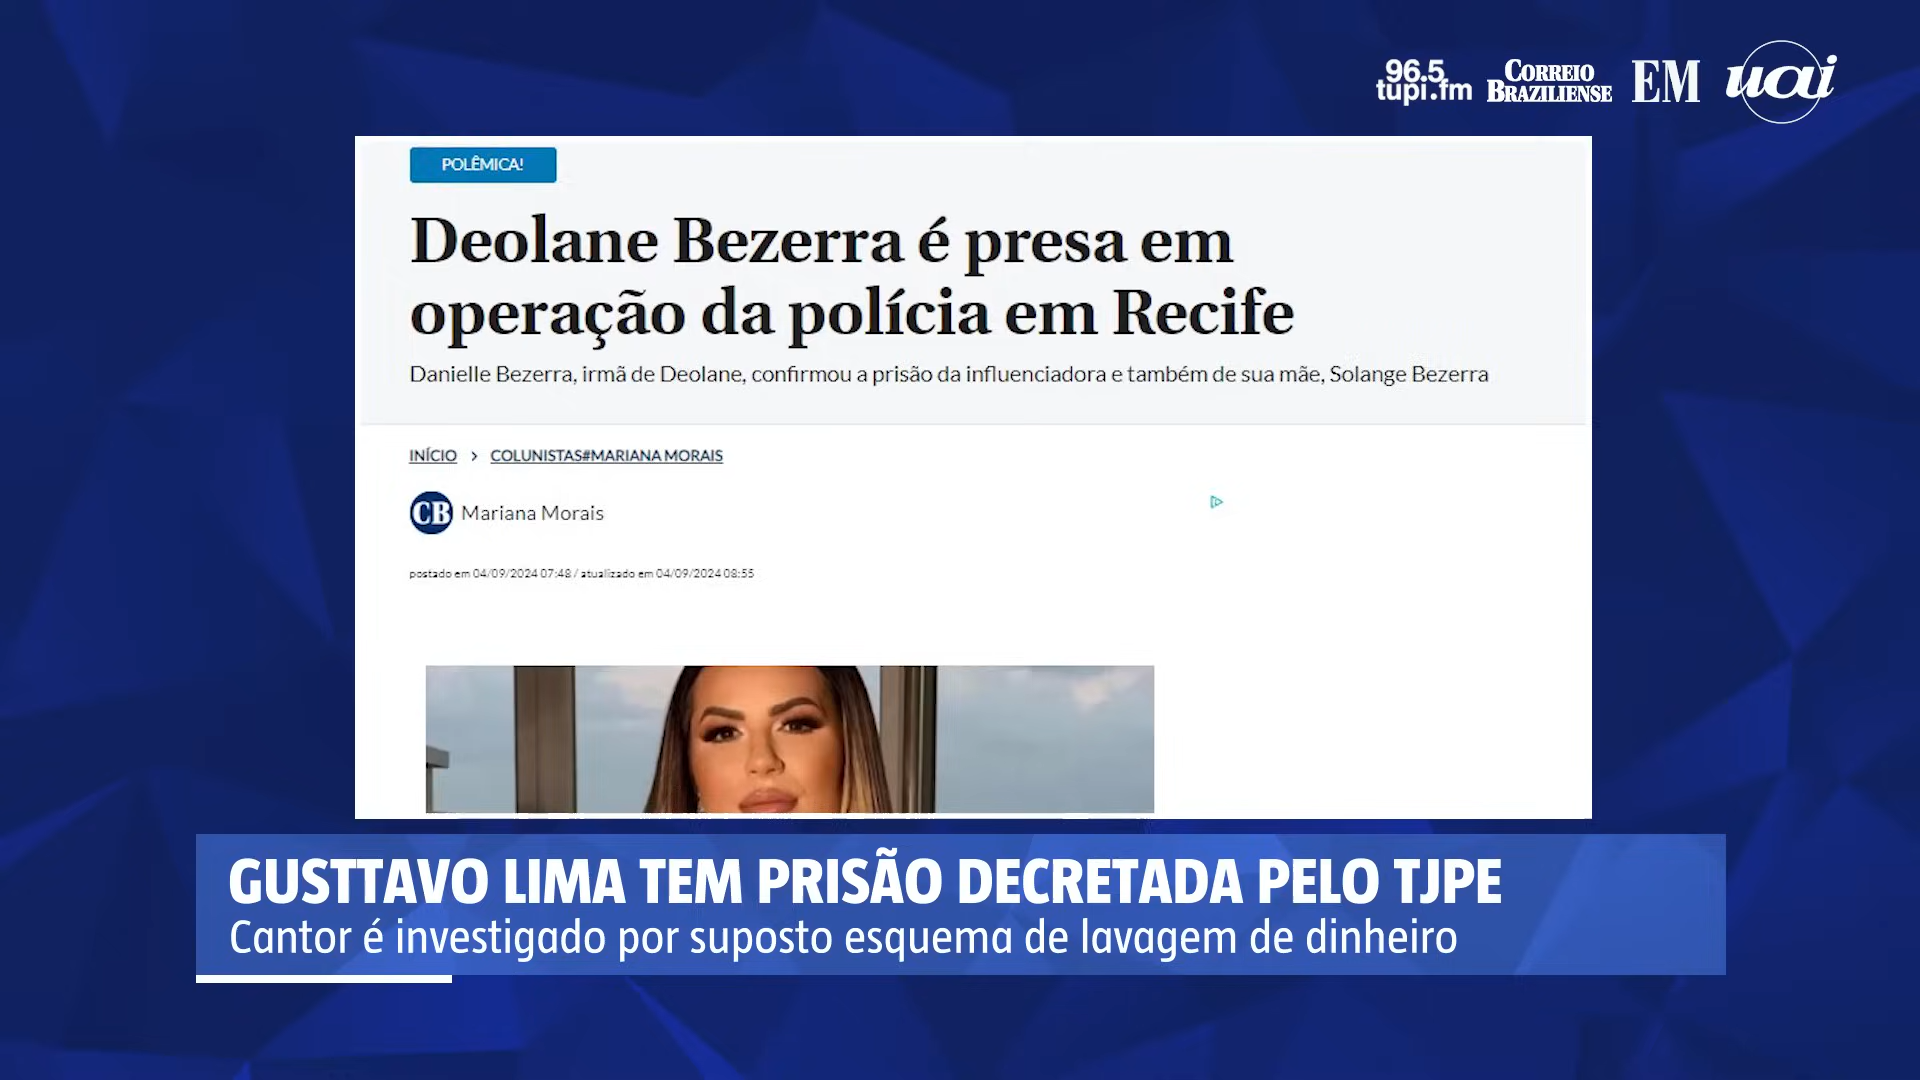 96.5
tupi.fm
CORREIO
BRAZILIENSE
EM
uai
POLÊMICA!
Deolane Bezerra é presa em
operação da polícia em Recife
Danielle Bezerra, irmã de Deolane, confirmou a prisão da influenciadora e também de sua mãe, Solange Bezerra
INÍCIO > COLUNISTAS#MARIANA MORAIS
CB Mariana Morais
postado em 04/09/2024 07:48 / atualizado em 04/09/2024 08:55
GUSTTAVO LIMA TEM PRISÃO DECRETADA PELO TJPE
Cantor é investigado por suposto esquema de lavagem de dinheiro